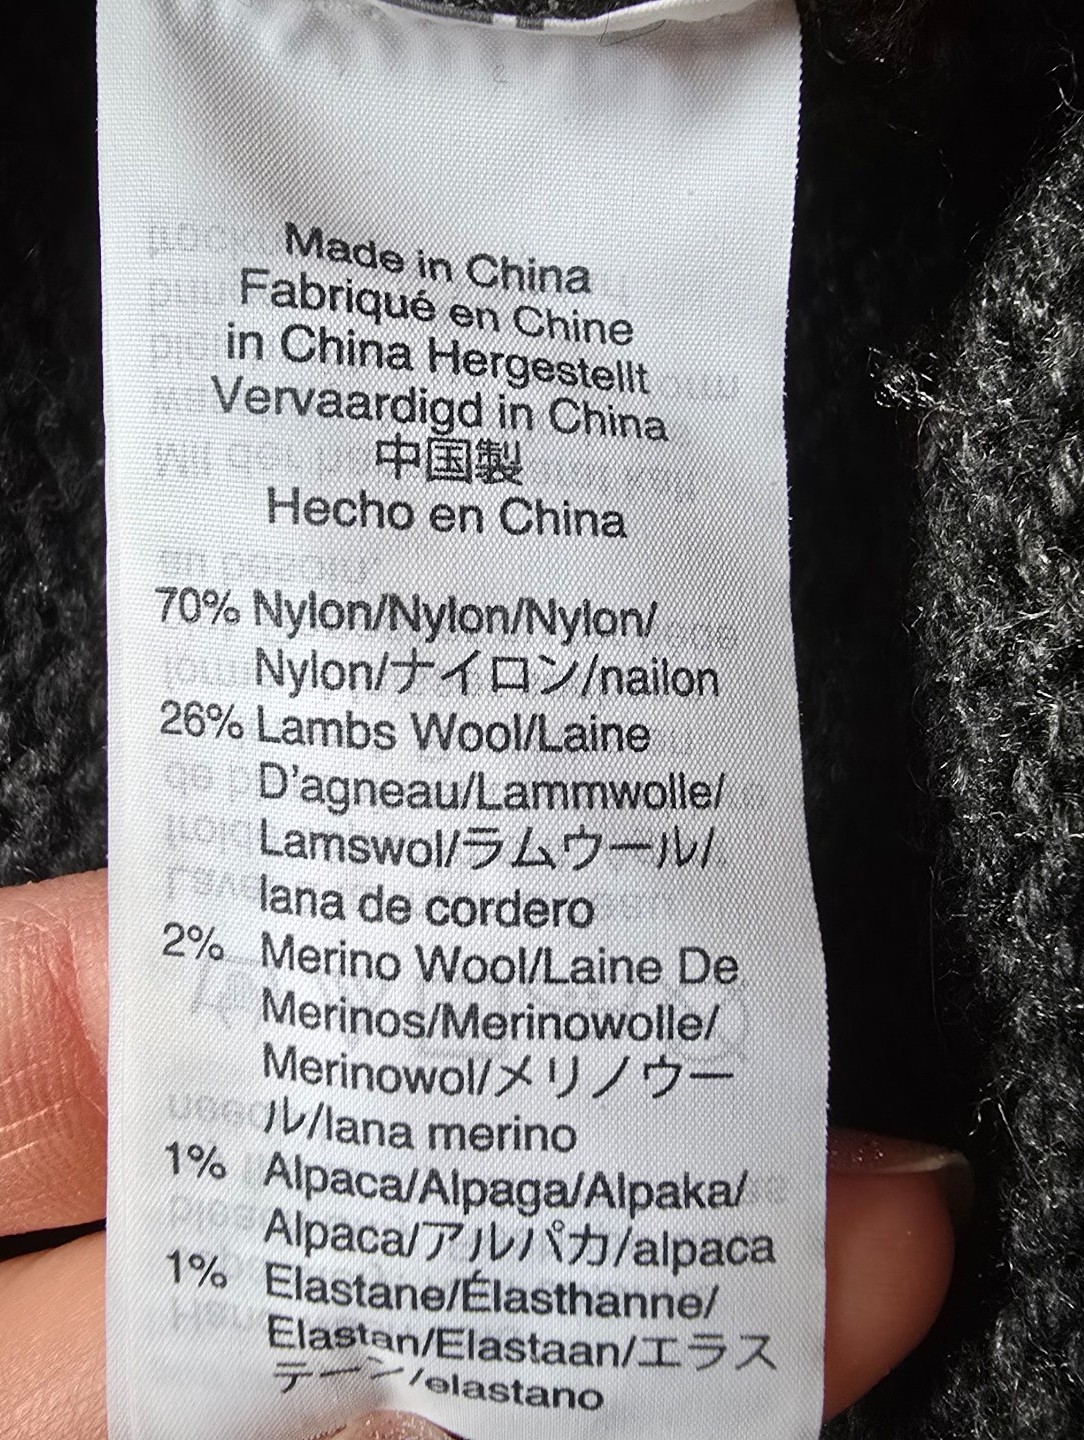 Made in China
Fabriqué en Chine
in China Hergestellt
Vervaardigd in China
中国製
Hecho en China
70% Nylon/Nylon/Nylon/
Nylon/ナイロン/nailon
26% Lambs Wool/Laine
D'agneau/Lammwolle/
Lamswol/ラムウール/
lana de cordero
2% Merino Wool/Laine De
Merinos/Merinowolle/
Merinowol/メリノウー
ル/lana merino
1% Alpaca/Alpaga/Alpaka/
Alpaca/アルパカ/alpaca
1% Elastane/Élasthanne/
Elastan/Elastaan/エラス
テーン/elastano